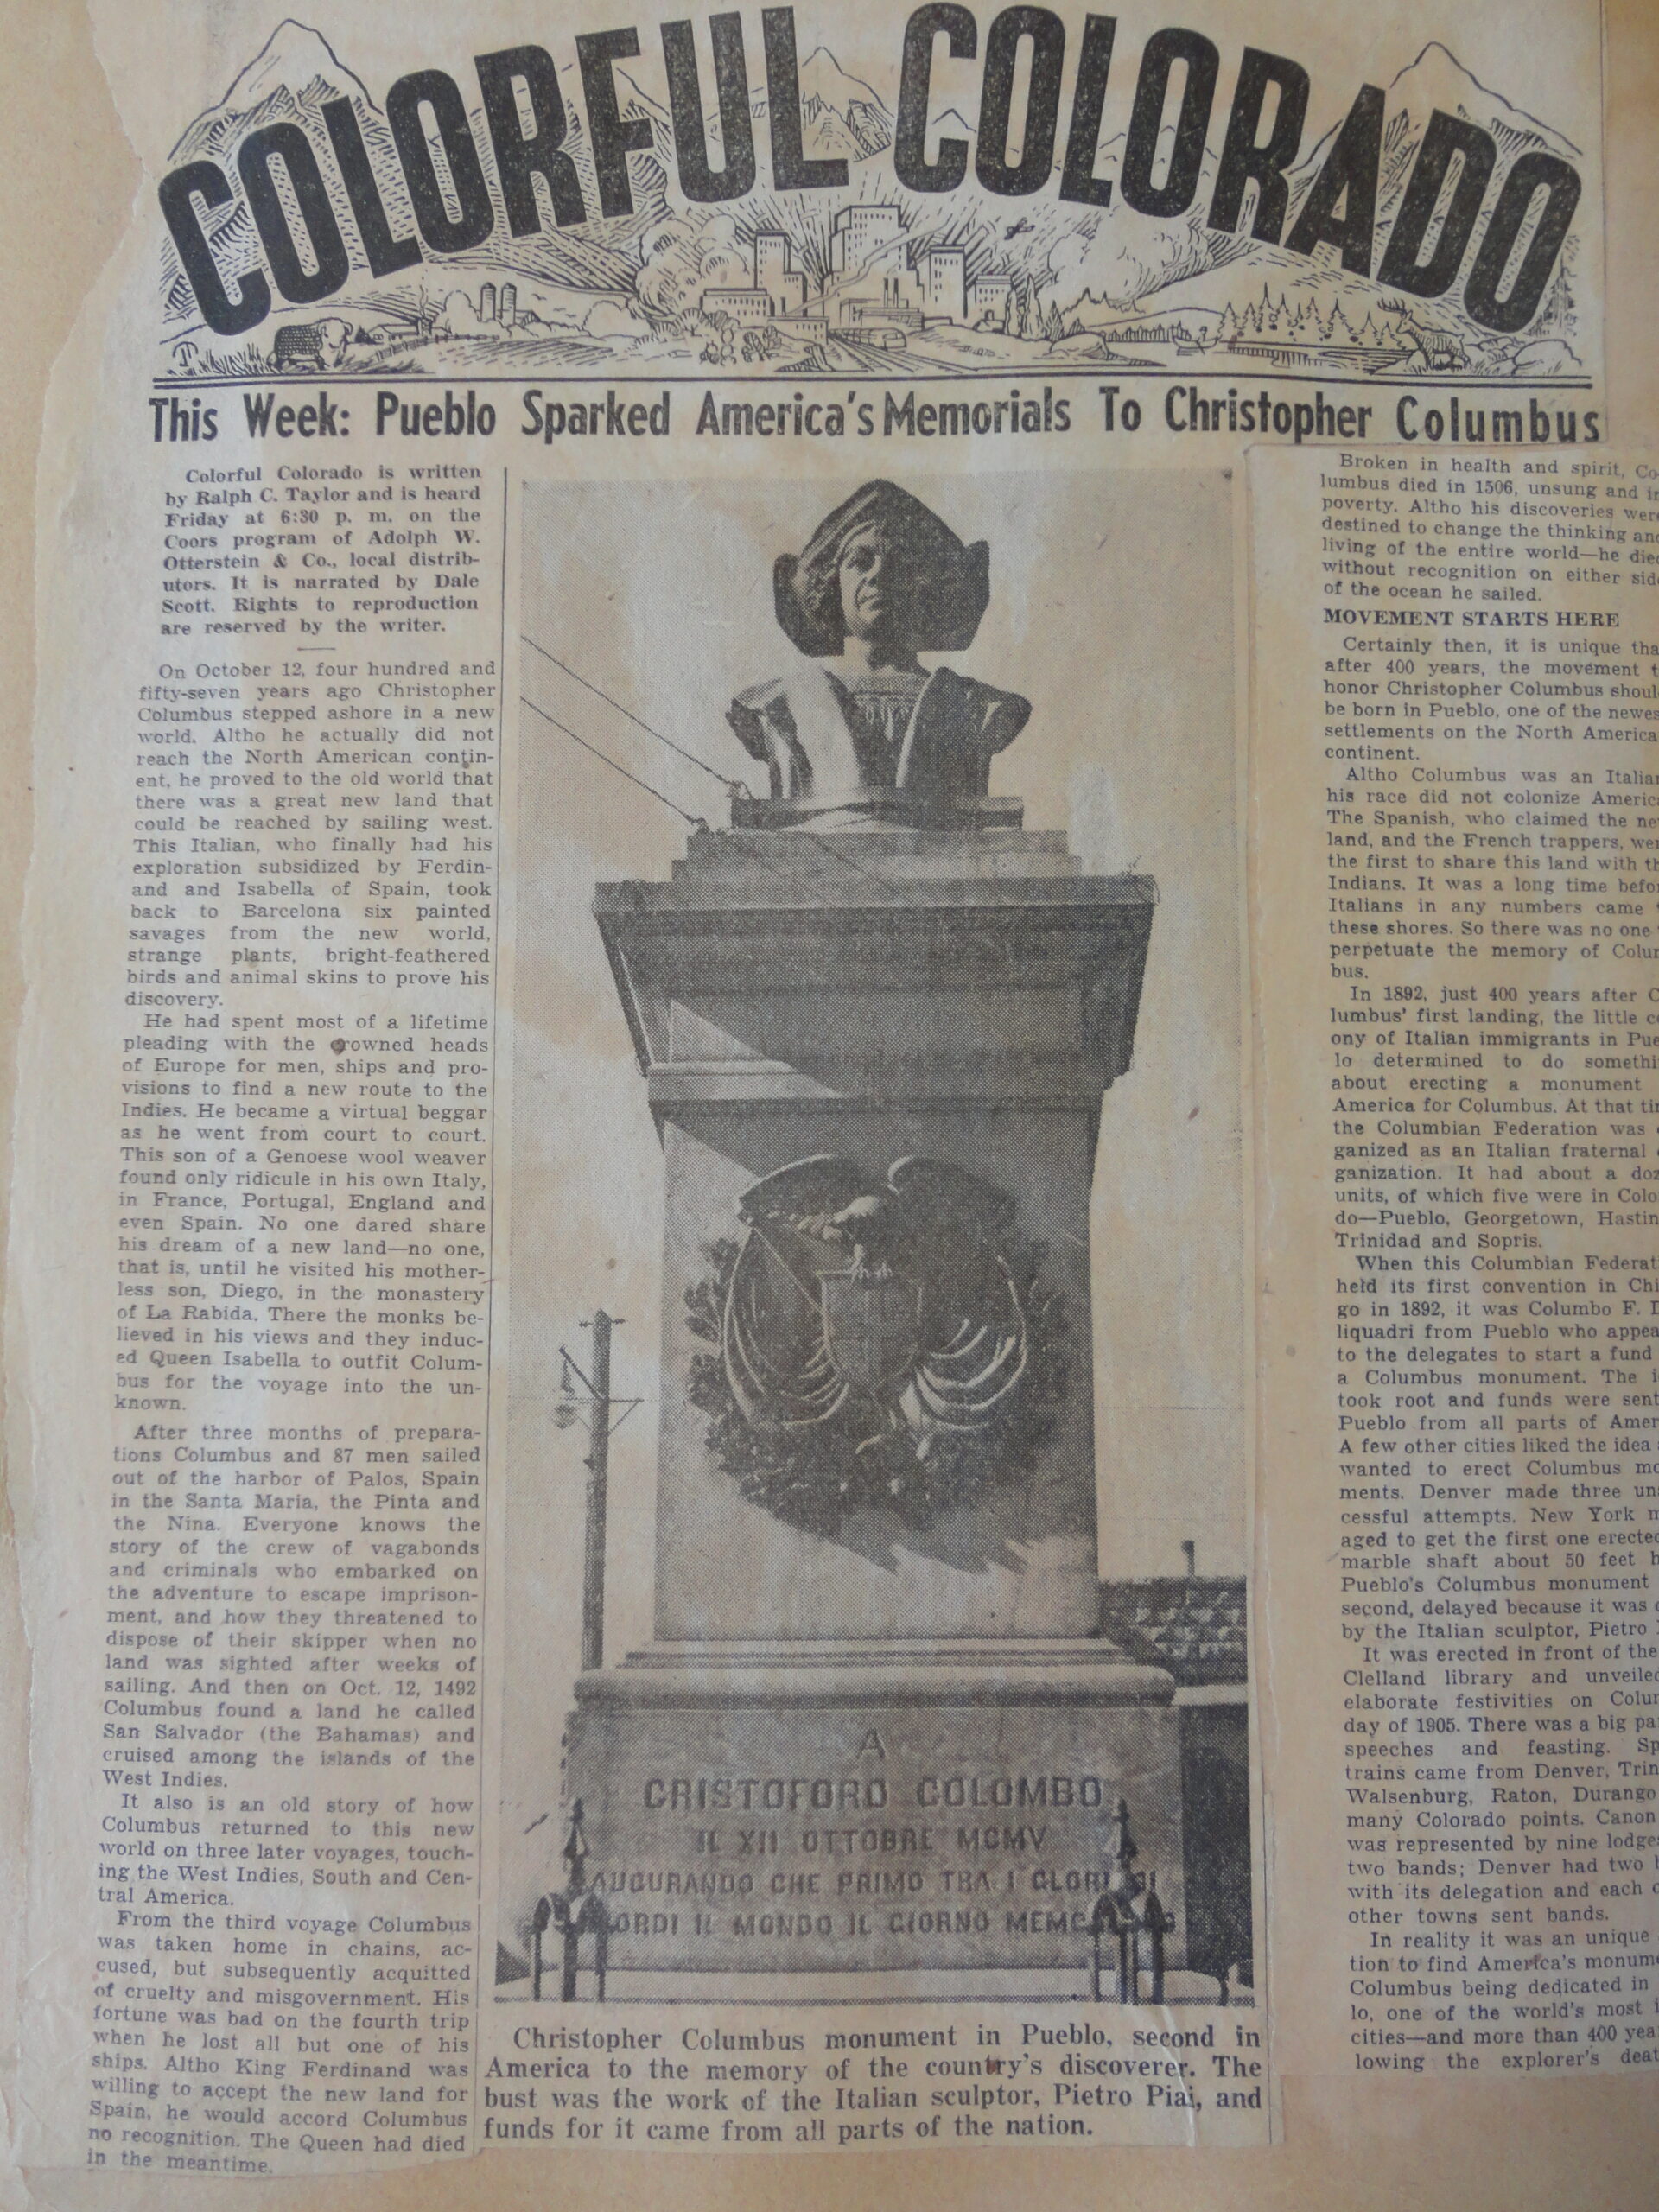 COLORFUL COLORADO
This Week: Pueblo Sparked America's Memorials To Christopher Columbus
Colorful Colorado is written
by Ralph C. Taylor and is heard
Friday at 6:30 p. m. on the
Coors program of Adolph W.
Otterstein & Co., local distrib-
utors. It is narrated by Dale
Scott. Rights to reproduction
are reserved by the writer.
On October 12, four hundred and
fifty-seven years ago Christopher
Columbus stepped ashore in a new
world. Altho he actually did not
reach the North American contin-
ent, he proved to the old world that
there was a great new land that
could be reached by sailing west.
This Italian, who finally had his
exploration subsidized by Ferdin-
and and Isabella of Spain, took
back to Barcelona six painted
savages from the new world,
strange plants, bright-feathered
birds and animal skins to prove his
discovery.
He had spent most of a lifetime
pleading with the crowned heads
of Europe for men, ships and pro-
visions to find a new route to the
Indies. He became a virtual beggar
as he went from court to court.
This son of a Genoese wool weaver
found only ridicule in his own Italy,
in France, Portugal, England and
even Spain. No one dared share
his dream of a new land—no one,
that is, until he visited his mother-
less son, Diego, in the monastery
of La Rabida. There the monks be-
lieved in his views and they induc-
ed Queen Isabella to outfit Colum-
bus for the voyage into the un-
known.
After three months of prepara-
tions Columbus and 87 men sailed
out of the harbor of Palos, Spain
in the Santa Maria, the Pinta and
the Nina. Everyone knows the
story of the crew of vagabonds
and criminals who embarked on
the adventure to escape imprison-
ment, and how they threatened to
dispose of their skipper when no
land was sighted after weeks of
sailing. And then on Oct. 12, 1492
Columbus found a land he called
San Salvador (the Bahamas) and
cruised among the islands of the
West Indies.
It also is an old story of how
Columbus returned to this new
world on three later voyages, touch-
ing the West Indies, South and Cen-
tral America.
From the third voyage Columbus
was taken home in chains, ac-
cused, but subsequently acquitted
of cruelty and misgovernment. His
fortune was bad on the fourth trip
when he lost all but one of his
ships. Altho King Ferdinand was
willing to accept the new land for
Spain, he would accord Columbus
no recognition. The Queen had died
in the meantime.
A
CRISTOFORO COLOMBO
IL XII OTTOBRE MCMV
AUGURANDO CHE PRIMO TRA I
IL MONDO IL GIORNO
Christopher Columbus monument in Pueblo, second in
America to the memory of the country's discoverer. The
bust was the work of the Italian sculptor, Pietro Piai, and
funds for it came from all parts of the nation.
Broken in health and spirit, Co-
lumbus died in 1506, unsung and in
poverty. Altho his discoveries were
destined to change the thinking and
living of the entire world—he died
without recognition on either side
of the ocean he sailed.
MOVEMENT STARTS HERE
Certainly then, it is unique tha
after 400 years, the movement t
honor Christopher Columbus shoul
be born in Pueblo, one of the newes
settlements on the North America
continent.
Altho Columbus was an Italian
his race did not colonize Americ
The Spanish, who claimed the ne
land, and the French trappers, wer
the first to share this land with th
Indians. It was a long time befo
Italians in any numbers came
these shores. So there was no one
perpetuate the memory of Colum
bus.
In 1892, just 400 years after C
lumbus' first landing, the little co
ony of Italian immigrants in Pue
lo determined to do somethi
about erecting a monument
America for Columbus. At that ti
the Columbian Federation was
ganized as an Italian fraternal
ganization. It had about a doz
units, of which five were in Colo
do—Pueblo, Georgetown, Hastin
Trinidad and Sopris.
When this Columbian Federat
held its first convention in Chi
go in 1892, it was Columbo F. D
liquadri from Pueblo who appea
to the delegates to start a fund
a Columbus monument. The i
took root and funds were sent
Pueblo from all parts of Amer
A few other cities liked the idea
wanted to erect Columbus mo
ments. Denver made three un
cessful attempts. New York m
aged to get the first one erected
marble shaft about 50 feet h
Pueblo's Columbus monument
second, delayed because it was
by the Italian sculptor, Pietro
It was erected in front of the
Clelland library and unveiled
elaborate festivities on Colum
day of 1905. There was a big pa
speeches and feasting. Sp
trains came from Denver, Trin
Walsenburg, Raton, Durango
many Colorado points. Canon
was represented by nine lodges
two bands; Denver had two b
with its delegation and each o
other towns sent bands.
In reality it was an unique
tion to find America's monume
Columbus being dedicated in
lo, one of the world's most i
cities—and more than 400 yea
lowing the explorer's deat